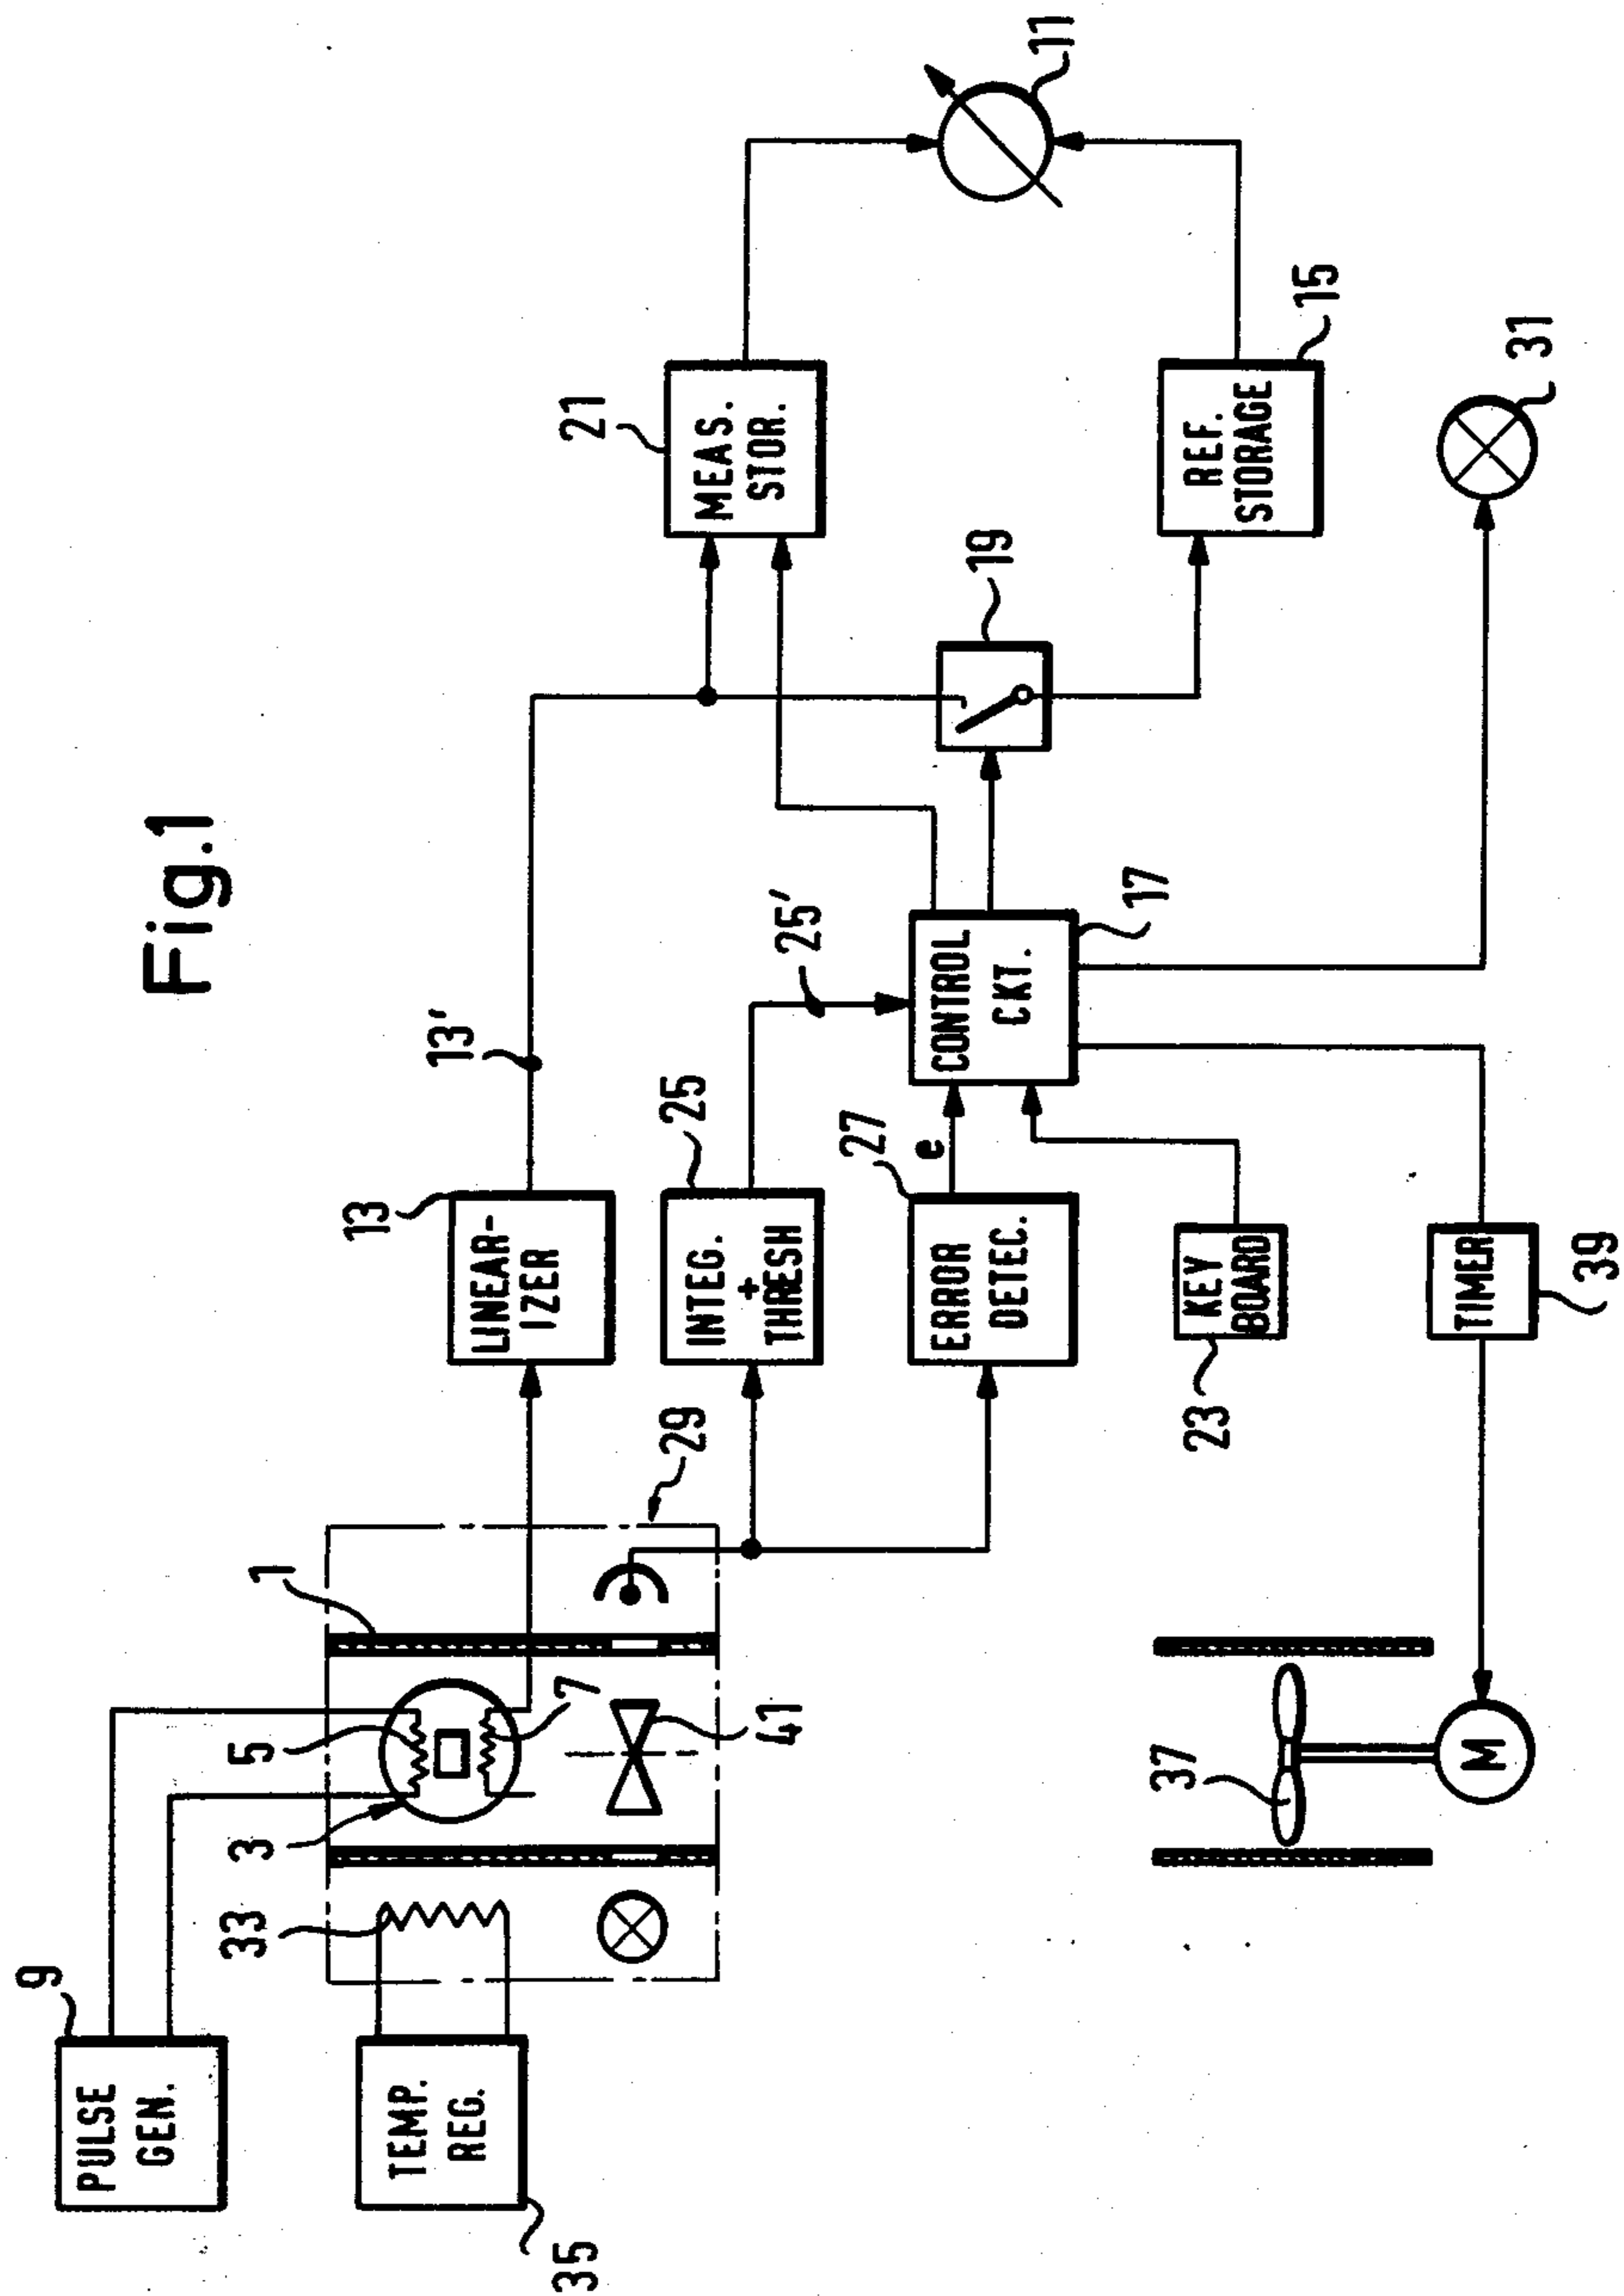 Fig.1
9
PULSE
GEN.
35
TEMP.
REG.
33
3
5
7
1
41
29
13
LINEAR-
IZER
13'
25
INTEG.
+
THRESH
25'
27
ERROR
DETEC.
e
23
KEY
BOARD
CONTROL
CKT.
17
19
21
MEAS.
STOR.
REF.
STORAGE
15
11
31
TIMER
39
37
M